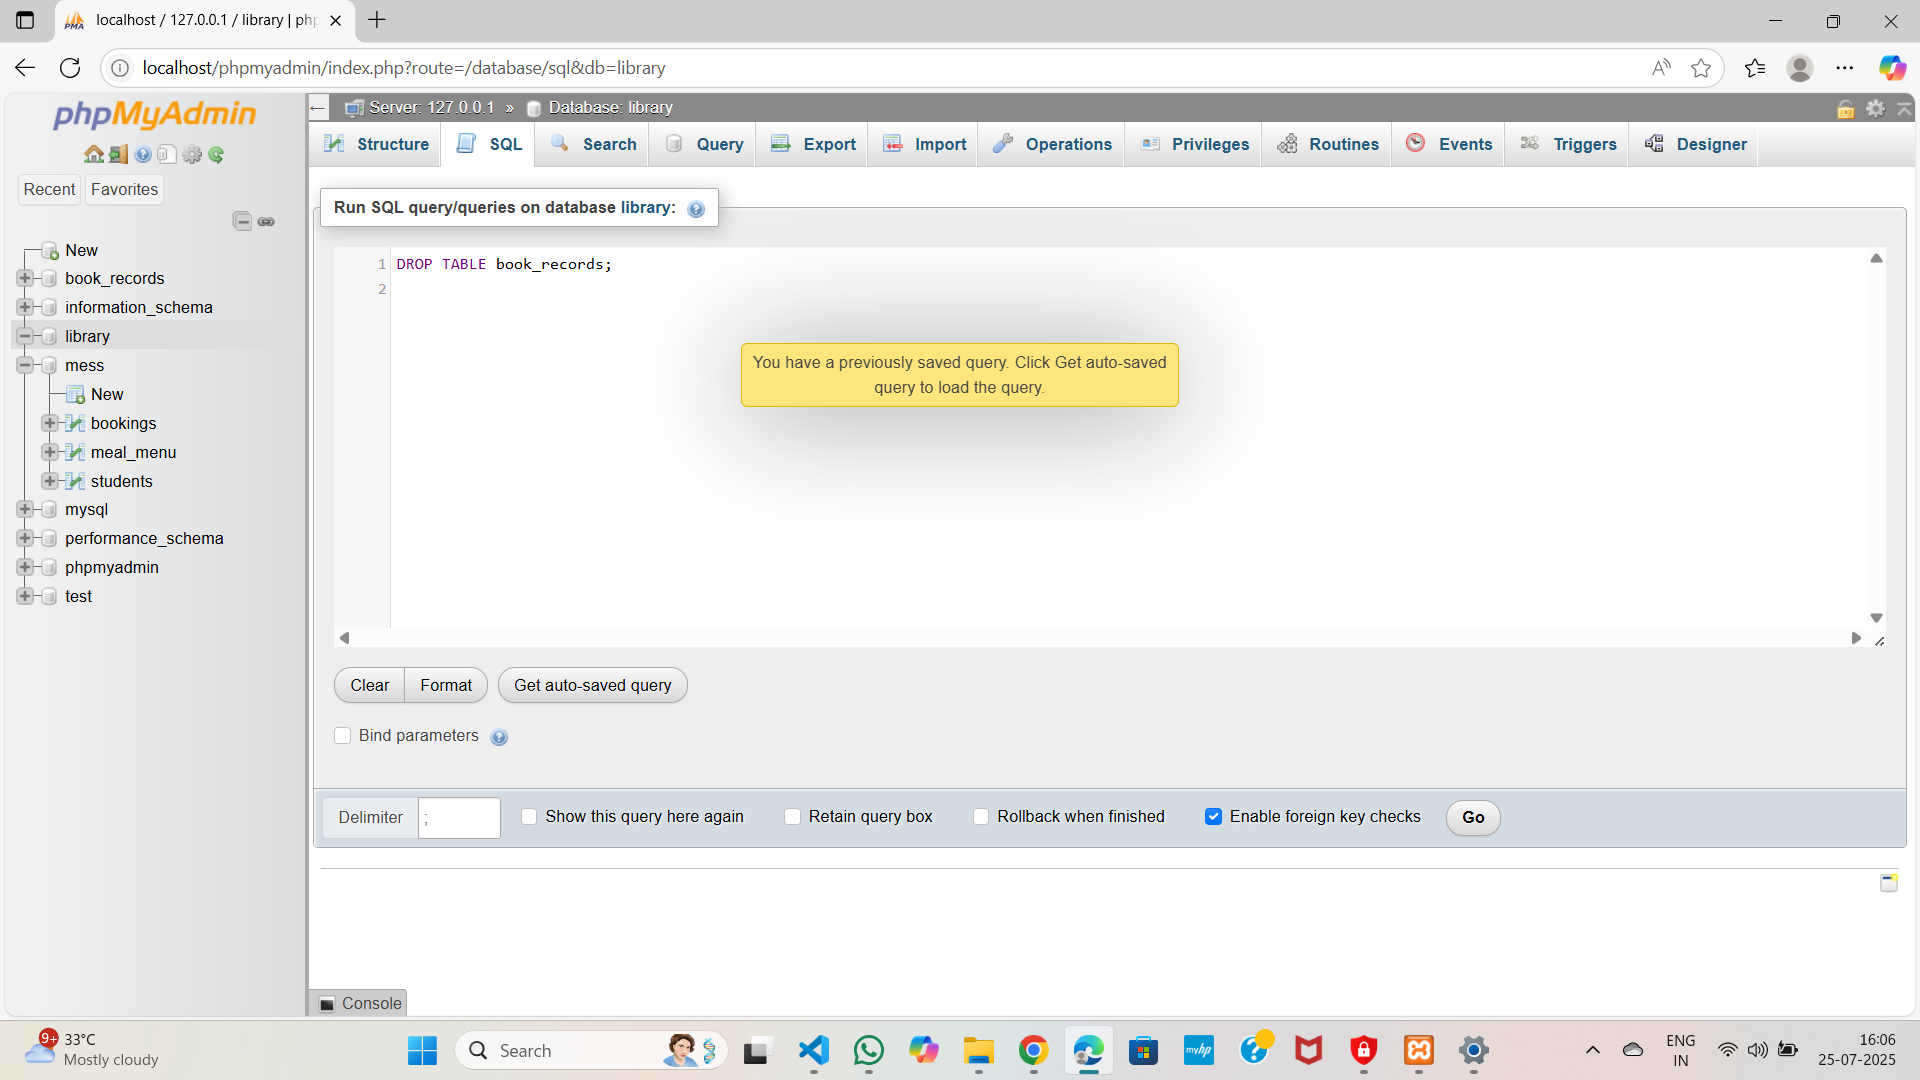 localhost / 127.0.0.1 / library | php
localhost/phpmyadmin/index.php?route=/database/sql&db=library
phpMyAdmin
Recent
Favorites
New
book_records
information_schema
library
mess
New
bookings
meal_menu
students
mysql
performance_schema
phpmyadmin
test
Server: 127.0.0.1 » Database: library
Structure
SQL
Search
Query
Export
Import
Operations
Privileges
Routines
Events
Triggers
Designer
Run SQL query/queries on database library:
1 DROP TABLE book_records;
2
You have a previously saved query. Click Get auto-saved
query to load the query.
Clear
Format
Get auto-saved query
Bind parameters
Delimiter ;
Show this query here again
Retain query box
Rollback when finished
Enable foreign key checks
Go
Console
9+
33°C
Mostly cloudy
Search
myhp
ENG
IN
16:06
25-07-2025